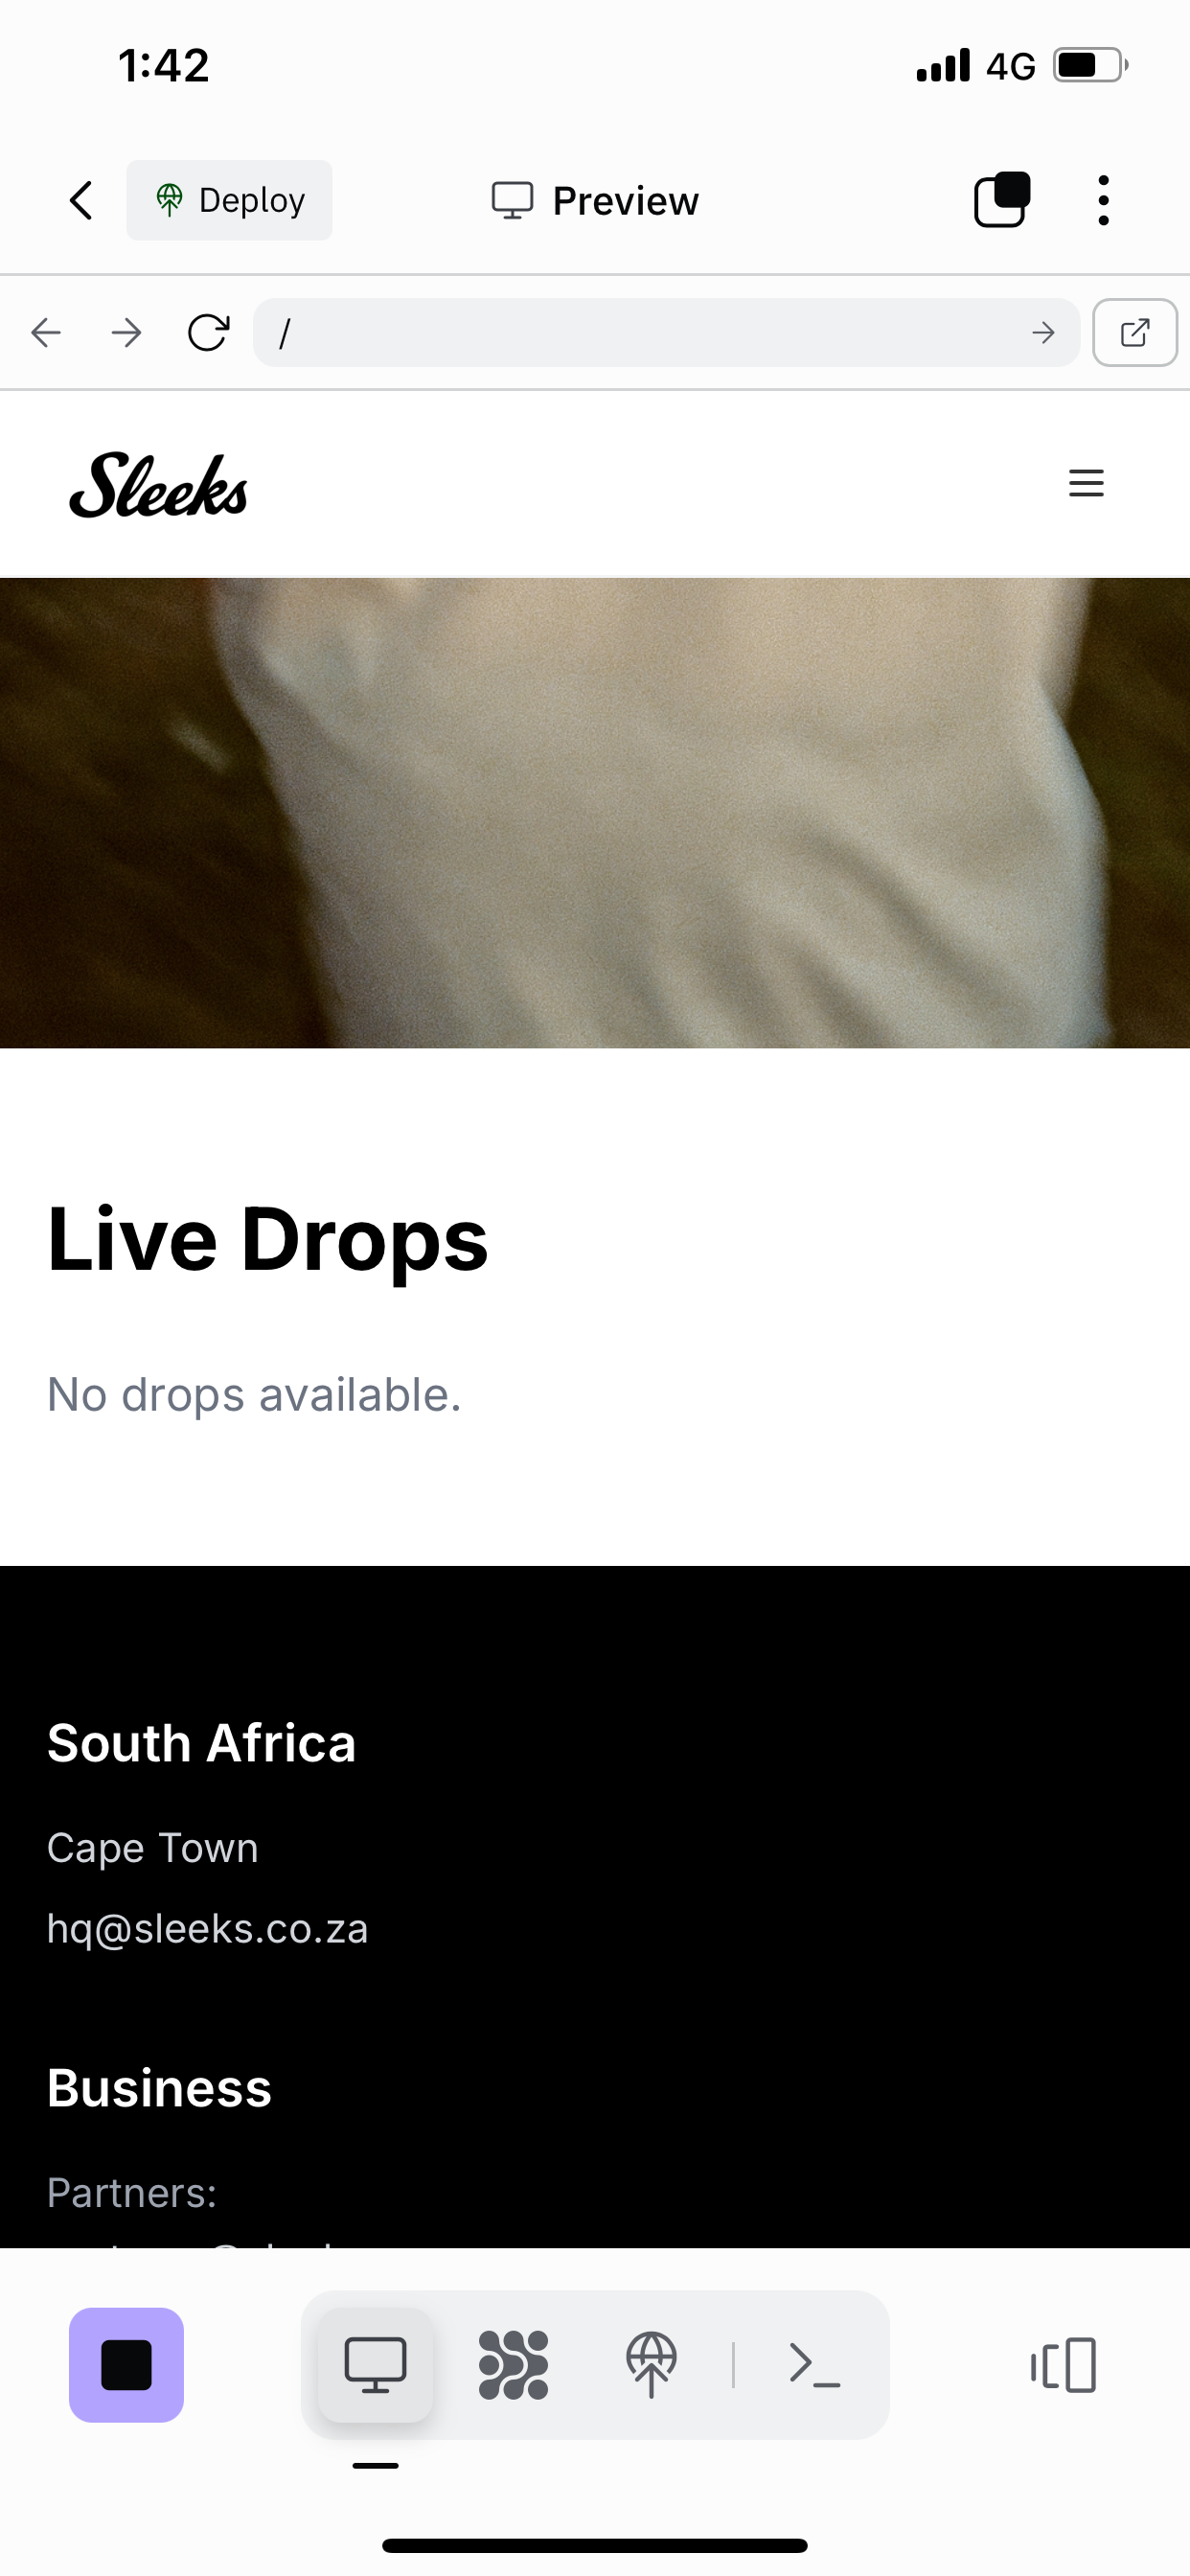 1:42
4G
Deploy
Preview
/
Sleeks
Live Drops
No drops available.
South Africa
Cape Town
hq@sleeks.co.za
Business
Partners: